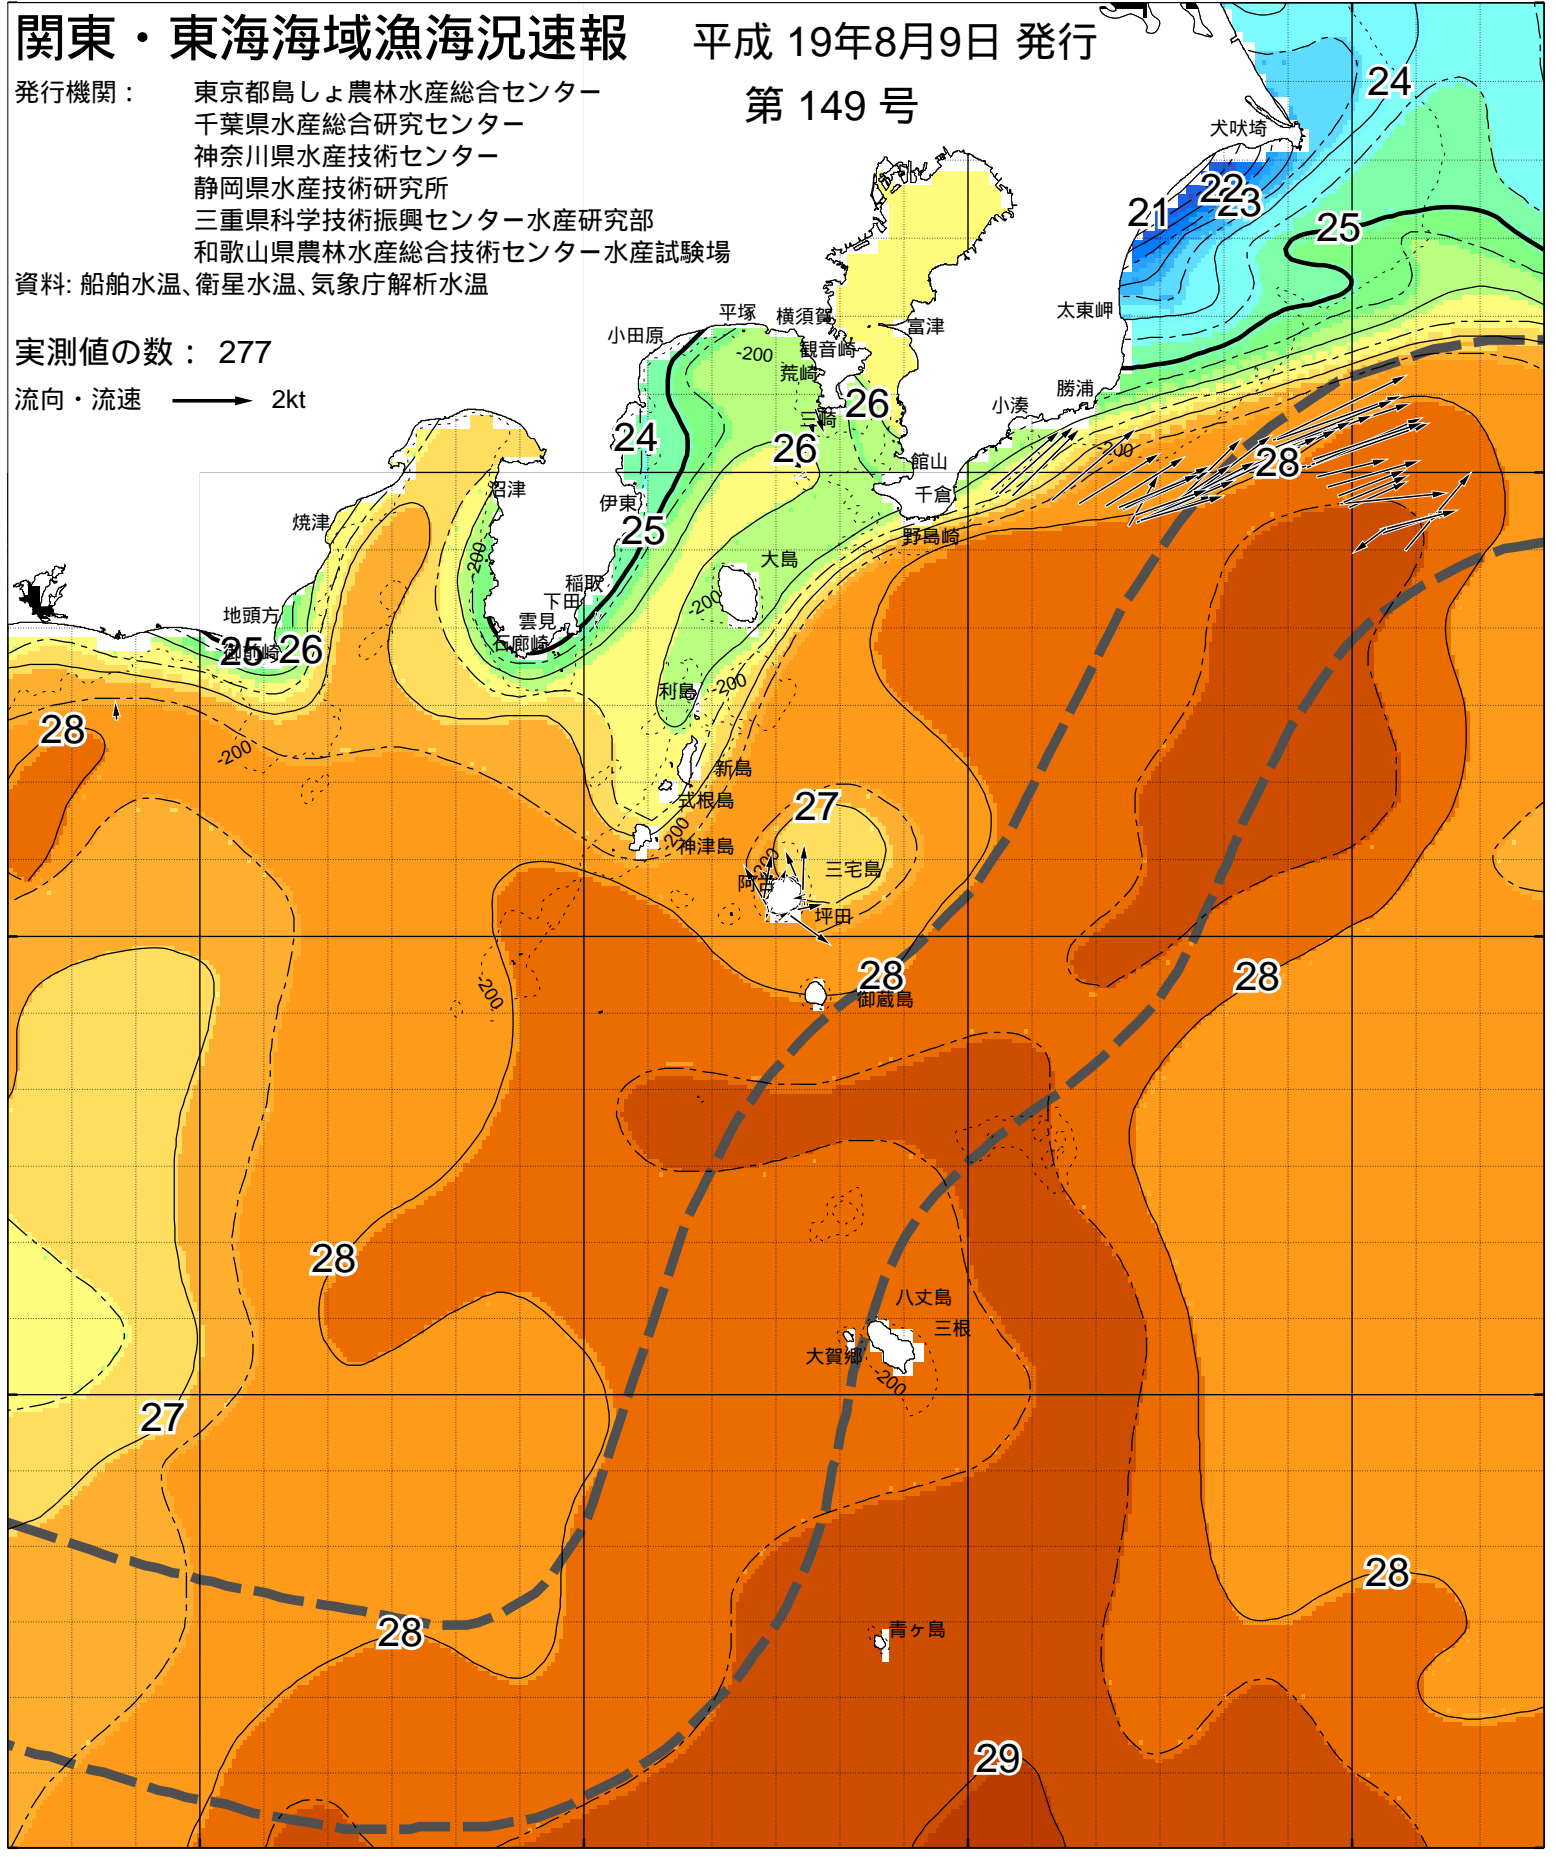 関東・東海海域漁海況速報
平成 19年8月9日 発行
第 149 号
発行機関： 東京都島しょ農林水産総合センター
千葉県水産総合研究センター
神奈川県水産技術センター
静岡県水産技術研究所
三重県科学技術振興センター水産研究部
和歌山県農林水産総合技術センター水産試験場
資料: 船舶水温、衛星水温、気象庁解析水温
実測値の数： 277
流向・流速 2kt
24
犬吠埼
22
23
21
25
太東岬
平塚
横須賀
小田原
富津
観音崎
-200
荒崎
勝浦
26
小湊
三崎
24
26
-200
館山
28
沼津
千倉
伊東
焼津
25
野島崎
-200
大島
稲取
下田
-200
地頭方
雲見
石廊崎
25
御前崎
26
利島
-200
28
-200
新島
式根島
27
-200
神津島
-200
三宅島
阿古
坪田
28
28
-200
御蔵島
28
八丈島
三根
大賀郷
-200
27
28
28
青ヶ島
29